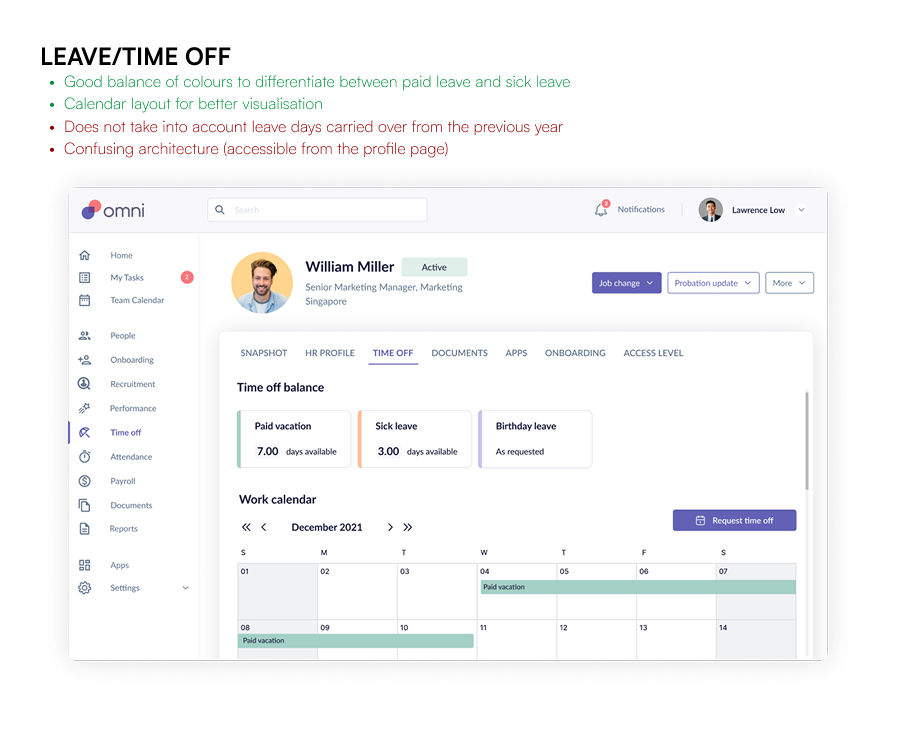 LEAVE/TIME OFF
• Good balance of colours to differentiate between paid leave and sick leave
• Calendar layout for better visualisation
• Does not take into account leave days carried over from the previous year
• Confusing architecture (accessible from the profile page)
omni
Search
2
Notifications
Lawrence Low
Home
My Tasks
2
Team Calendar
People
Onboarding
Recruitment
Performance
Time off
Attendance
Payroll
Documents
Reports
Apps
Settings
William Miller
Active
Senior Marketing Manager, Marketing
Singapore
Job change
Probation update
More
SNAPSHOT HR PROFILE TIME OFF DOCUMENTS APPS ONBOARDING ACCESS LEVEL
Time off balance
Paid vacation
7.00 days available
Sick leave
3.00 days available
Birthday leave
As requested
Work calendar
December 2021
Request time off
S M T W T F S
01 02 03 04 05 06 07
Paid vacation
08 09 10 11 12 13 14
Paid vacation